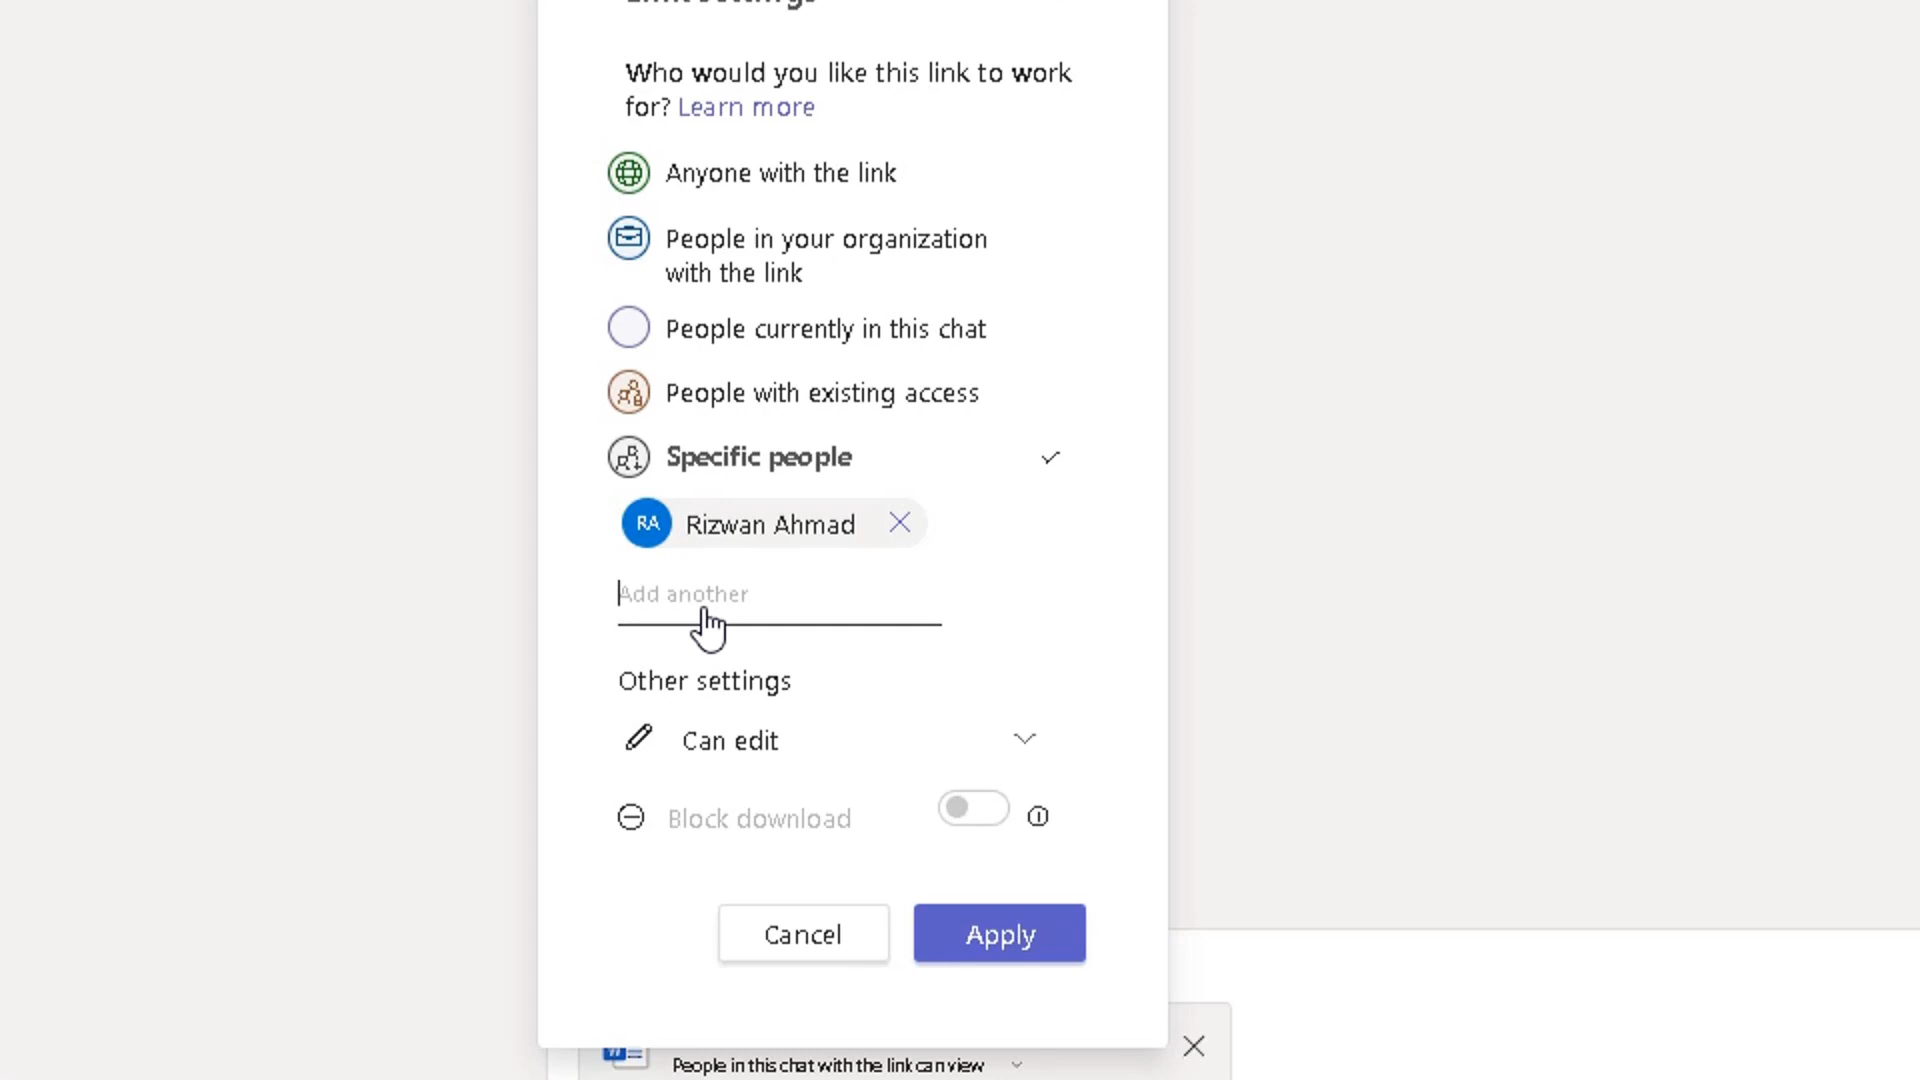 Link settings
Who would you like this link to work
for? Learn more
Anyone with the link
People in your organization
with the link
People currently in this chat
People with existing access
Specific people
RA Rizwan Ahmad
Add another
Other settings
Can edit
Block download
Cancel Apply
People in this chat with the link can view